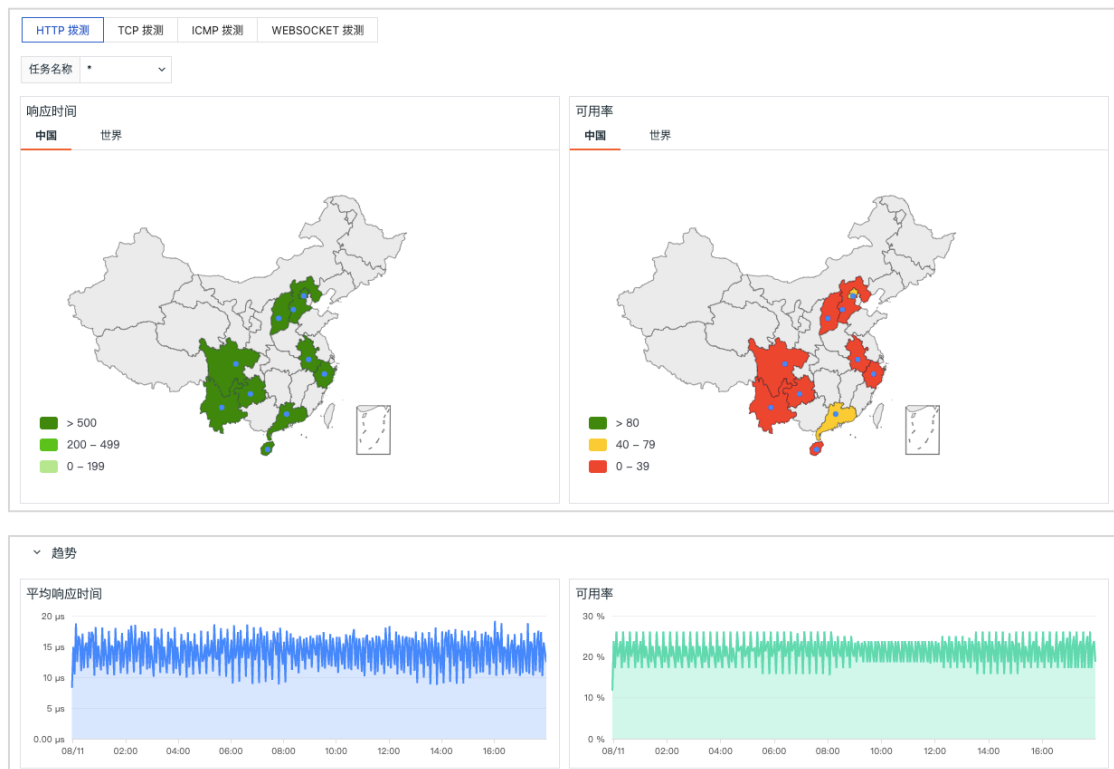 HTTP 拨测 TCP 拨测 ICMP 拨测 WEBSOCKET 拨测
任务名称 *
响应时间
中国 世界
> 500
200 – 499
0 – 199
可用率
中国 世界
> 80
40 – 79
0 – 39
趋势
平均响应时间
20 μs
15 μs
10 μs
5 μs
0.00 μs
08/11 02:00 04:00 06:00 08:00 10:00 12:00 14:00 16:00
可用率
30 %
20 %
10 %
0 %
08/11 02:00 04:00 06:00 08:00 10:00 12:00 14:00 16:00